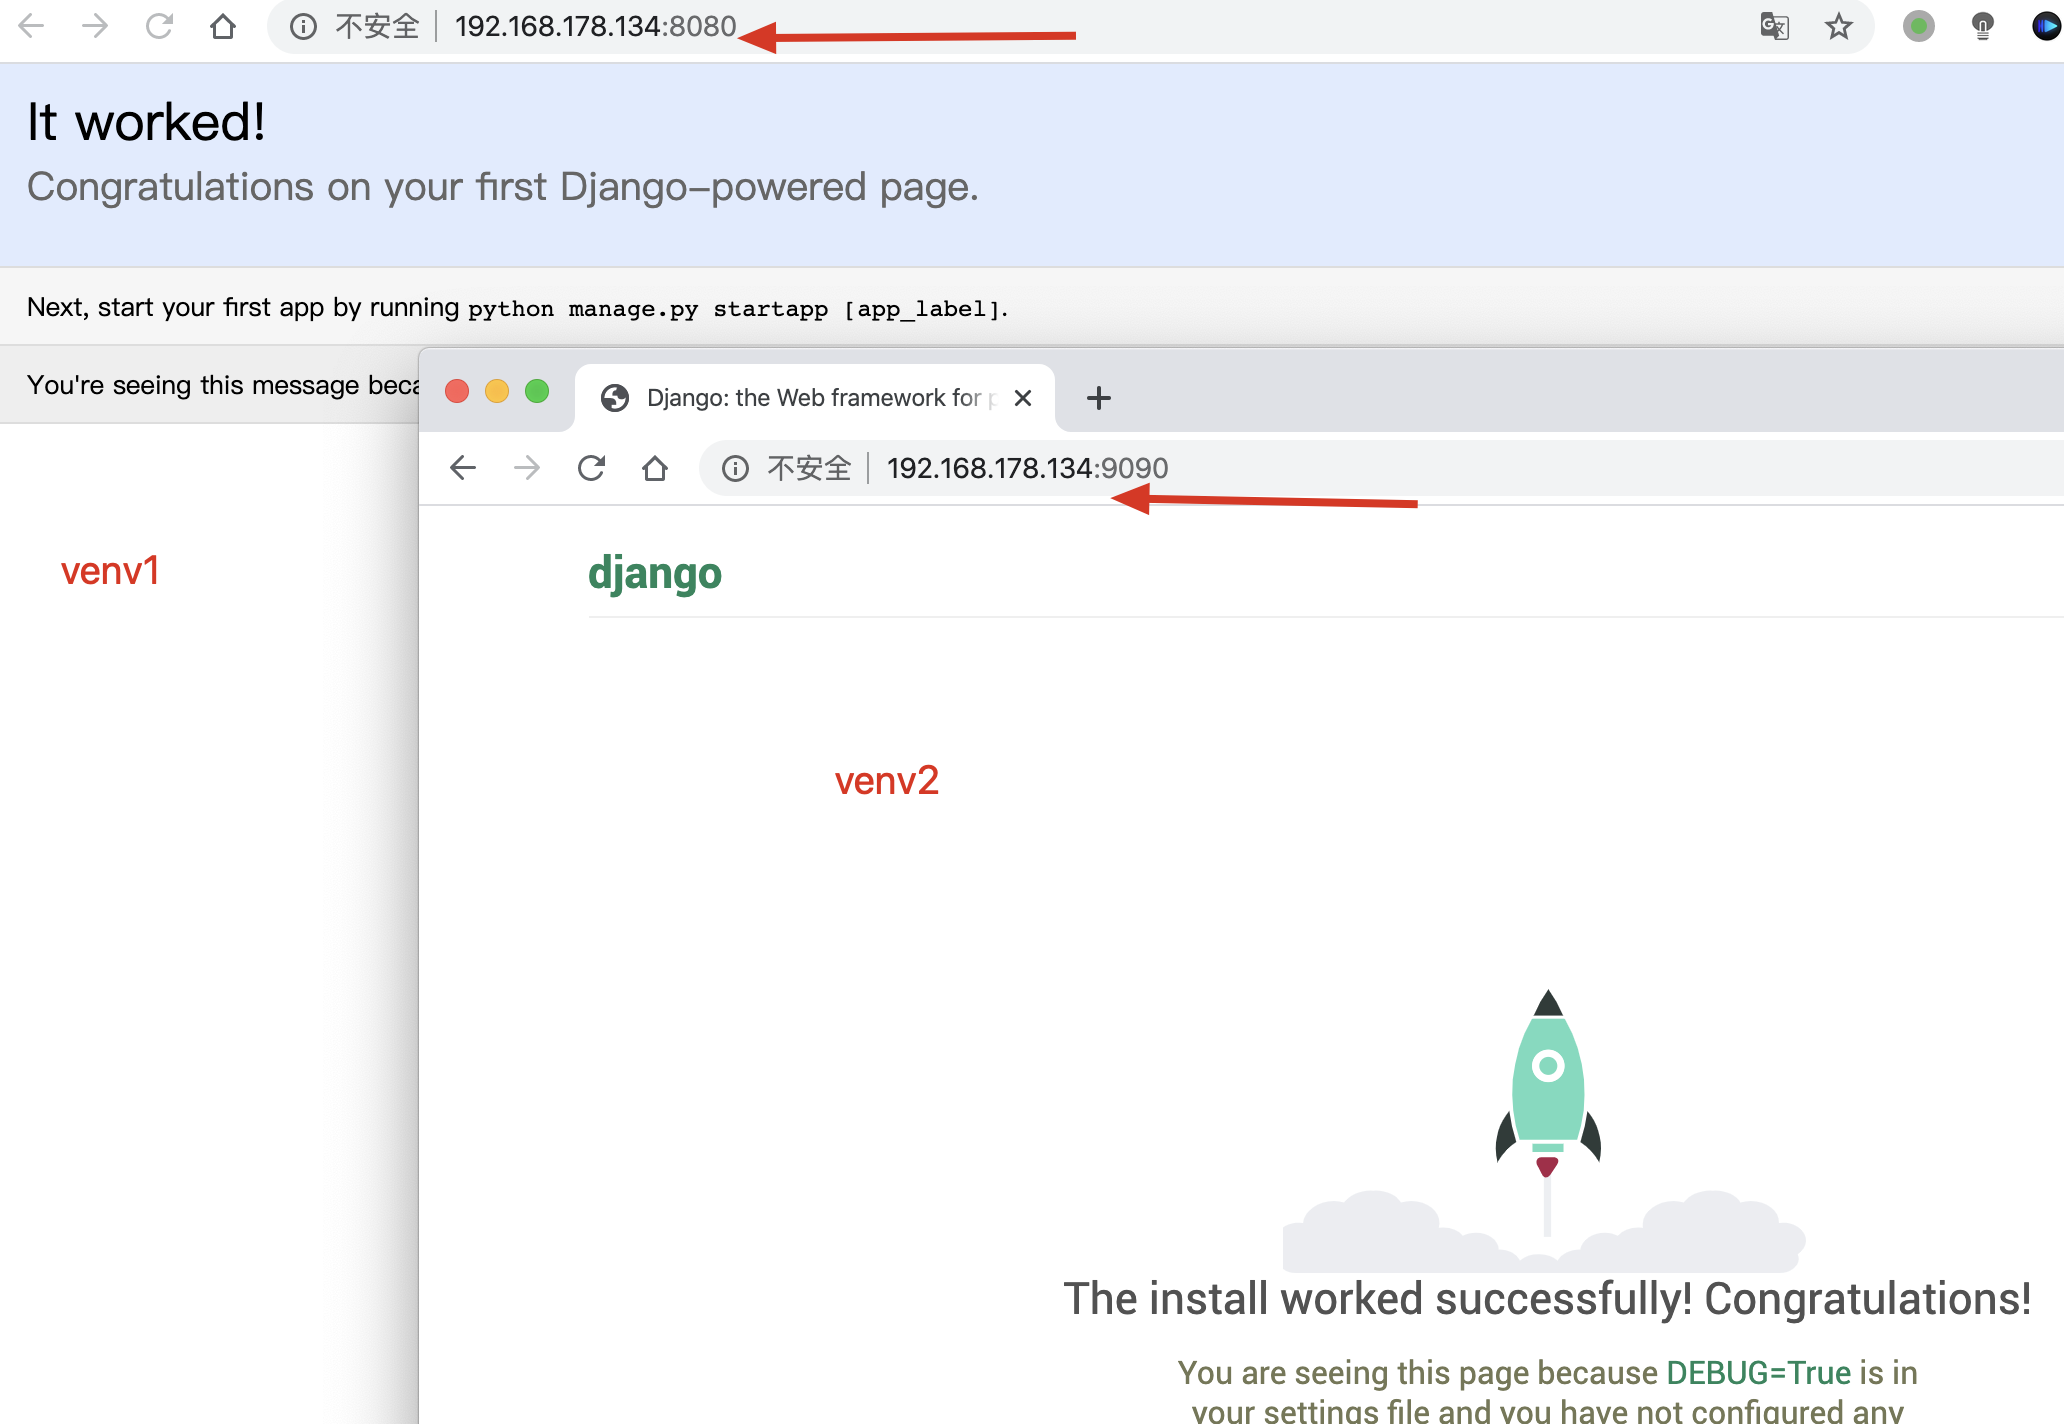 不安全 192.168.178.134:8080
It worked!
Congratulations on your first Django-powered page.
Next, start your first app by running python manage.py startapp [app_label].
You're seeing this message
Django: the Web framework for
不安全 192.168.178.134:9090
django
venv1
venv2
The install worked successfully! Congratulations!
You are seeing this page because DEBUG=True is in
your settings file and you have not configured any